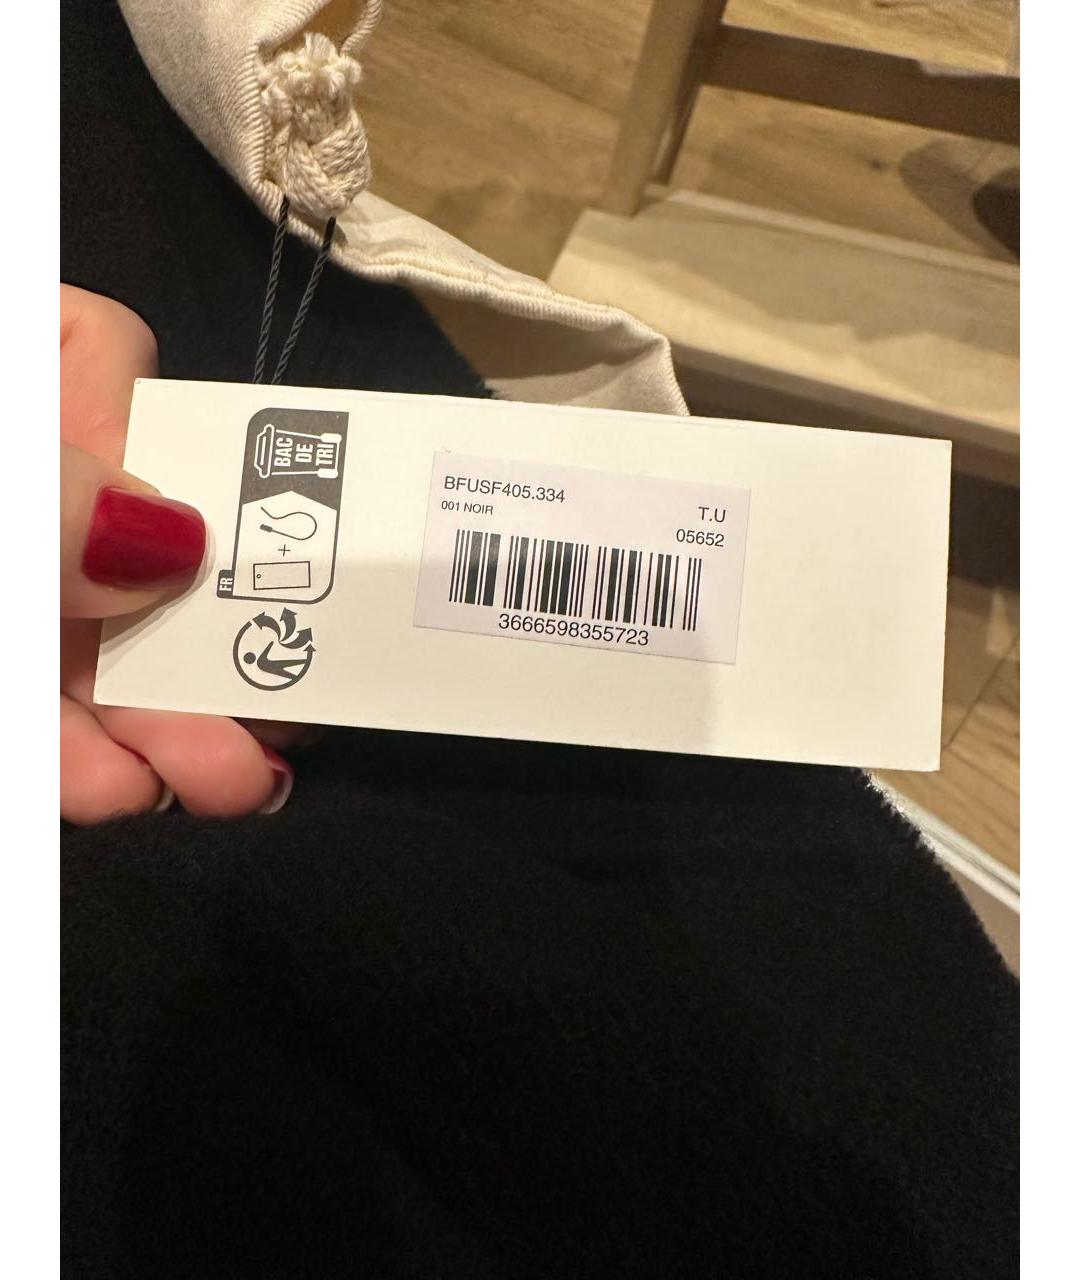 BAC
DE
TRI
+
FR
BFUSF405.334
001 NOIR
T.U
05652
3666598355723